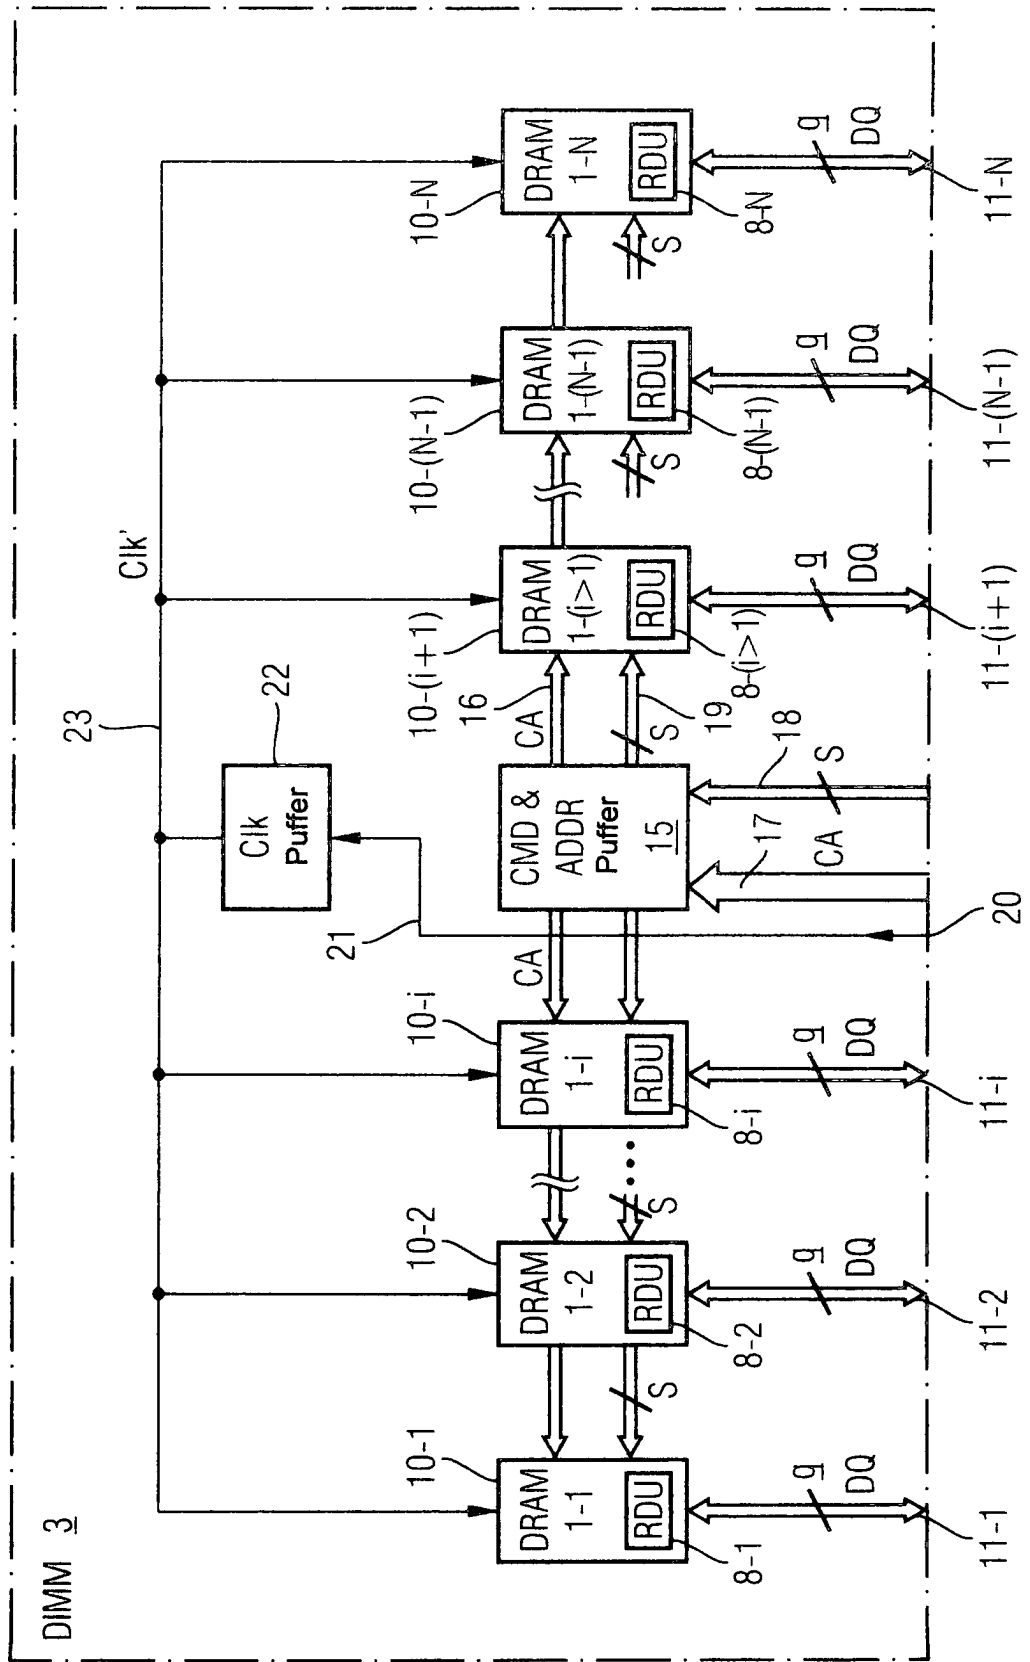 DIMM 3
23
Clk'
Clk
Puffer
22
21
10-1
10-2
10-i
10-(i+1)
10-(N-1)
10-N
DRAM
1-1
RDU
8-1
S
DRAM
1-2
RDU
8-2
S
DRAM
1-i
RDU
8-i
CA
CMD &
ADDR
Puffer
15
CA
16
S
19
DRAM
1-(i>1)
RDU
8-(i>1)
DRAM
1-(N-1)
RDU
8-(N-1)
S
DRAM
1-N
RDU
8-N
S
17
CA
18
S
20
q
DQ
11-1
q
DQ
11-2
q
DQ
11-i
q
DQ
11-(i+1)
q
DQ
11-(N-1)
q
DQ
11-N